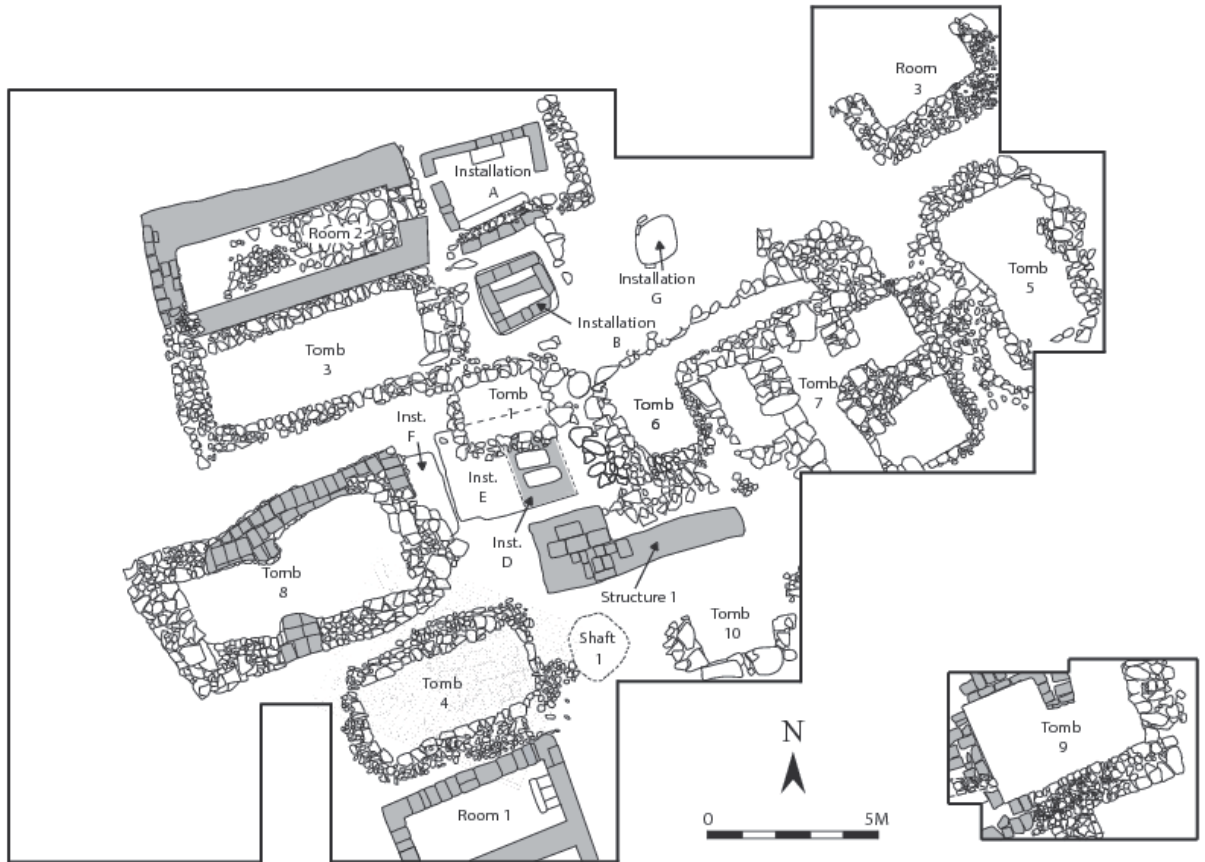 Room
3
Installation
A
Room 2
Installation
G
Tomb
5
Installation
B
Tomb
3
Tomb
1
Tomb
7
Tomb
6
Inst.
F
Inst.
E
Inst.
D
Tomb
8
Structure 1
Tomb
10
Shaft
1
Tomb
4
Tomb
9
Room 1
N
0
5M